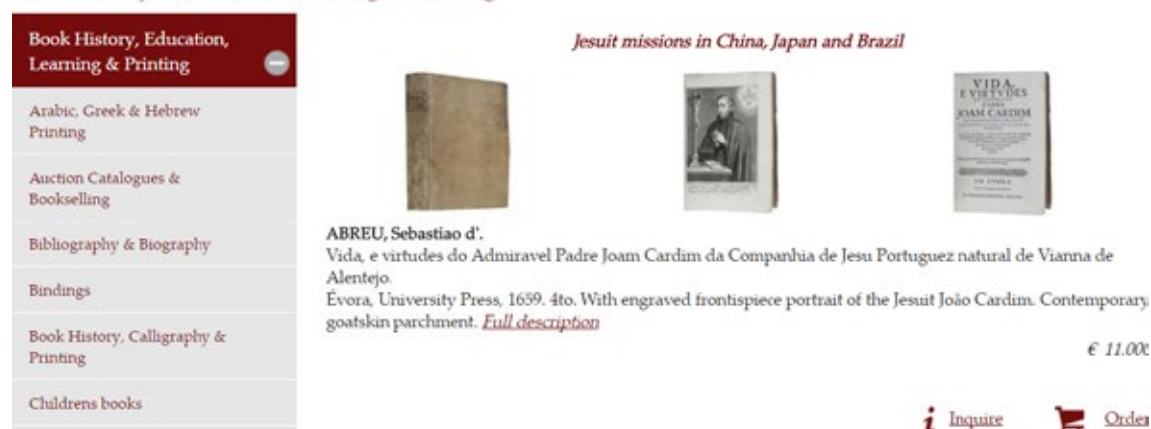 Book History, Education,
Learning & Printing
Arabic, Greek & Hebrew
Printing
Auction Catalogues &
Bookselling
Bibliography & Biography
Bindings
Book History, Calligraphy &
Printing
Childrens books
Jesuit missions in China, Japan and Brazil
VIDA,
E VIRTVDES
JOAM CARDIM
ABREU, Sebastiao d'.
Vida, e virtudes do Admiravel Padre Joam Cardim da Companhia de Jesu Portuguez natural de Vianna de
Alentejo.
Évora, University Press, 1659. 4to. With engraved frontispiece portrait of the Jesuit João Cardim. Contemporary,
goatskin parchment. Full description
€ 11.000
Inquire
Order